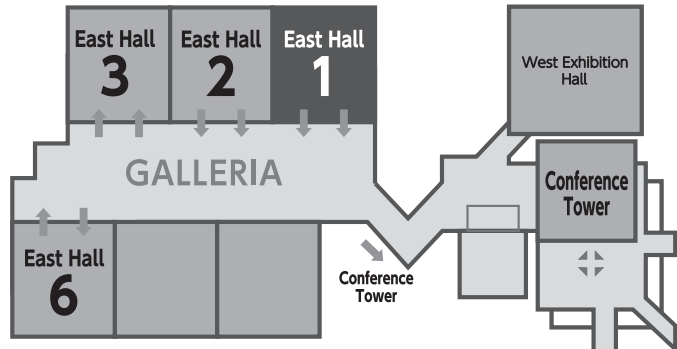 East Hall
3
East Hall
2
East Hall
1
West Exhibition
Hall
GALLERIA
Conference
Tower
East Hall
6
Conference
Tower